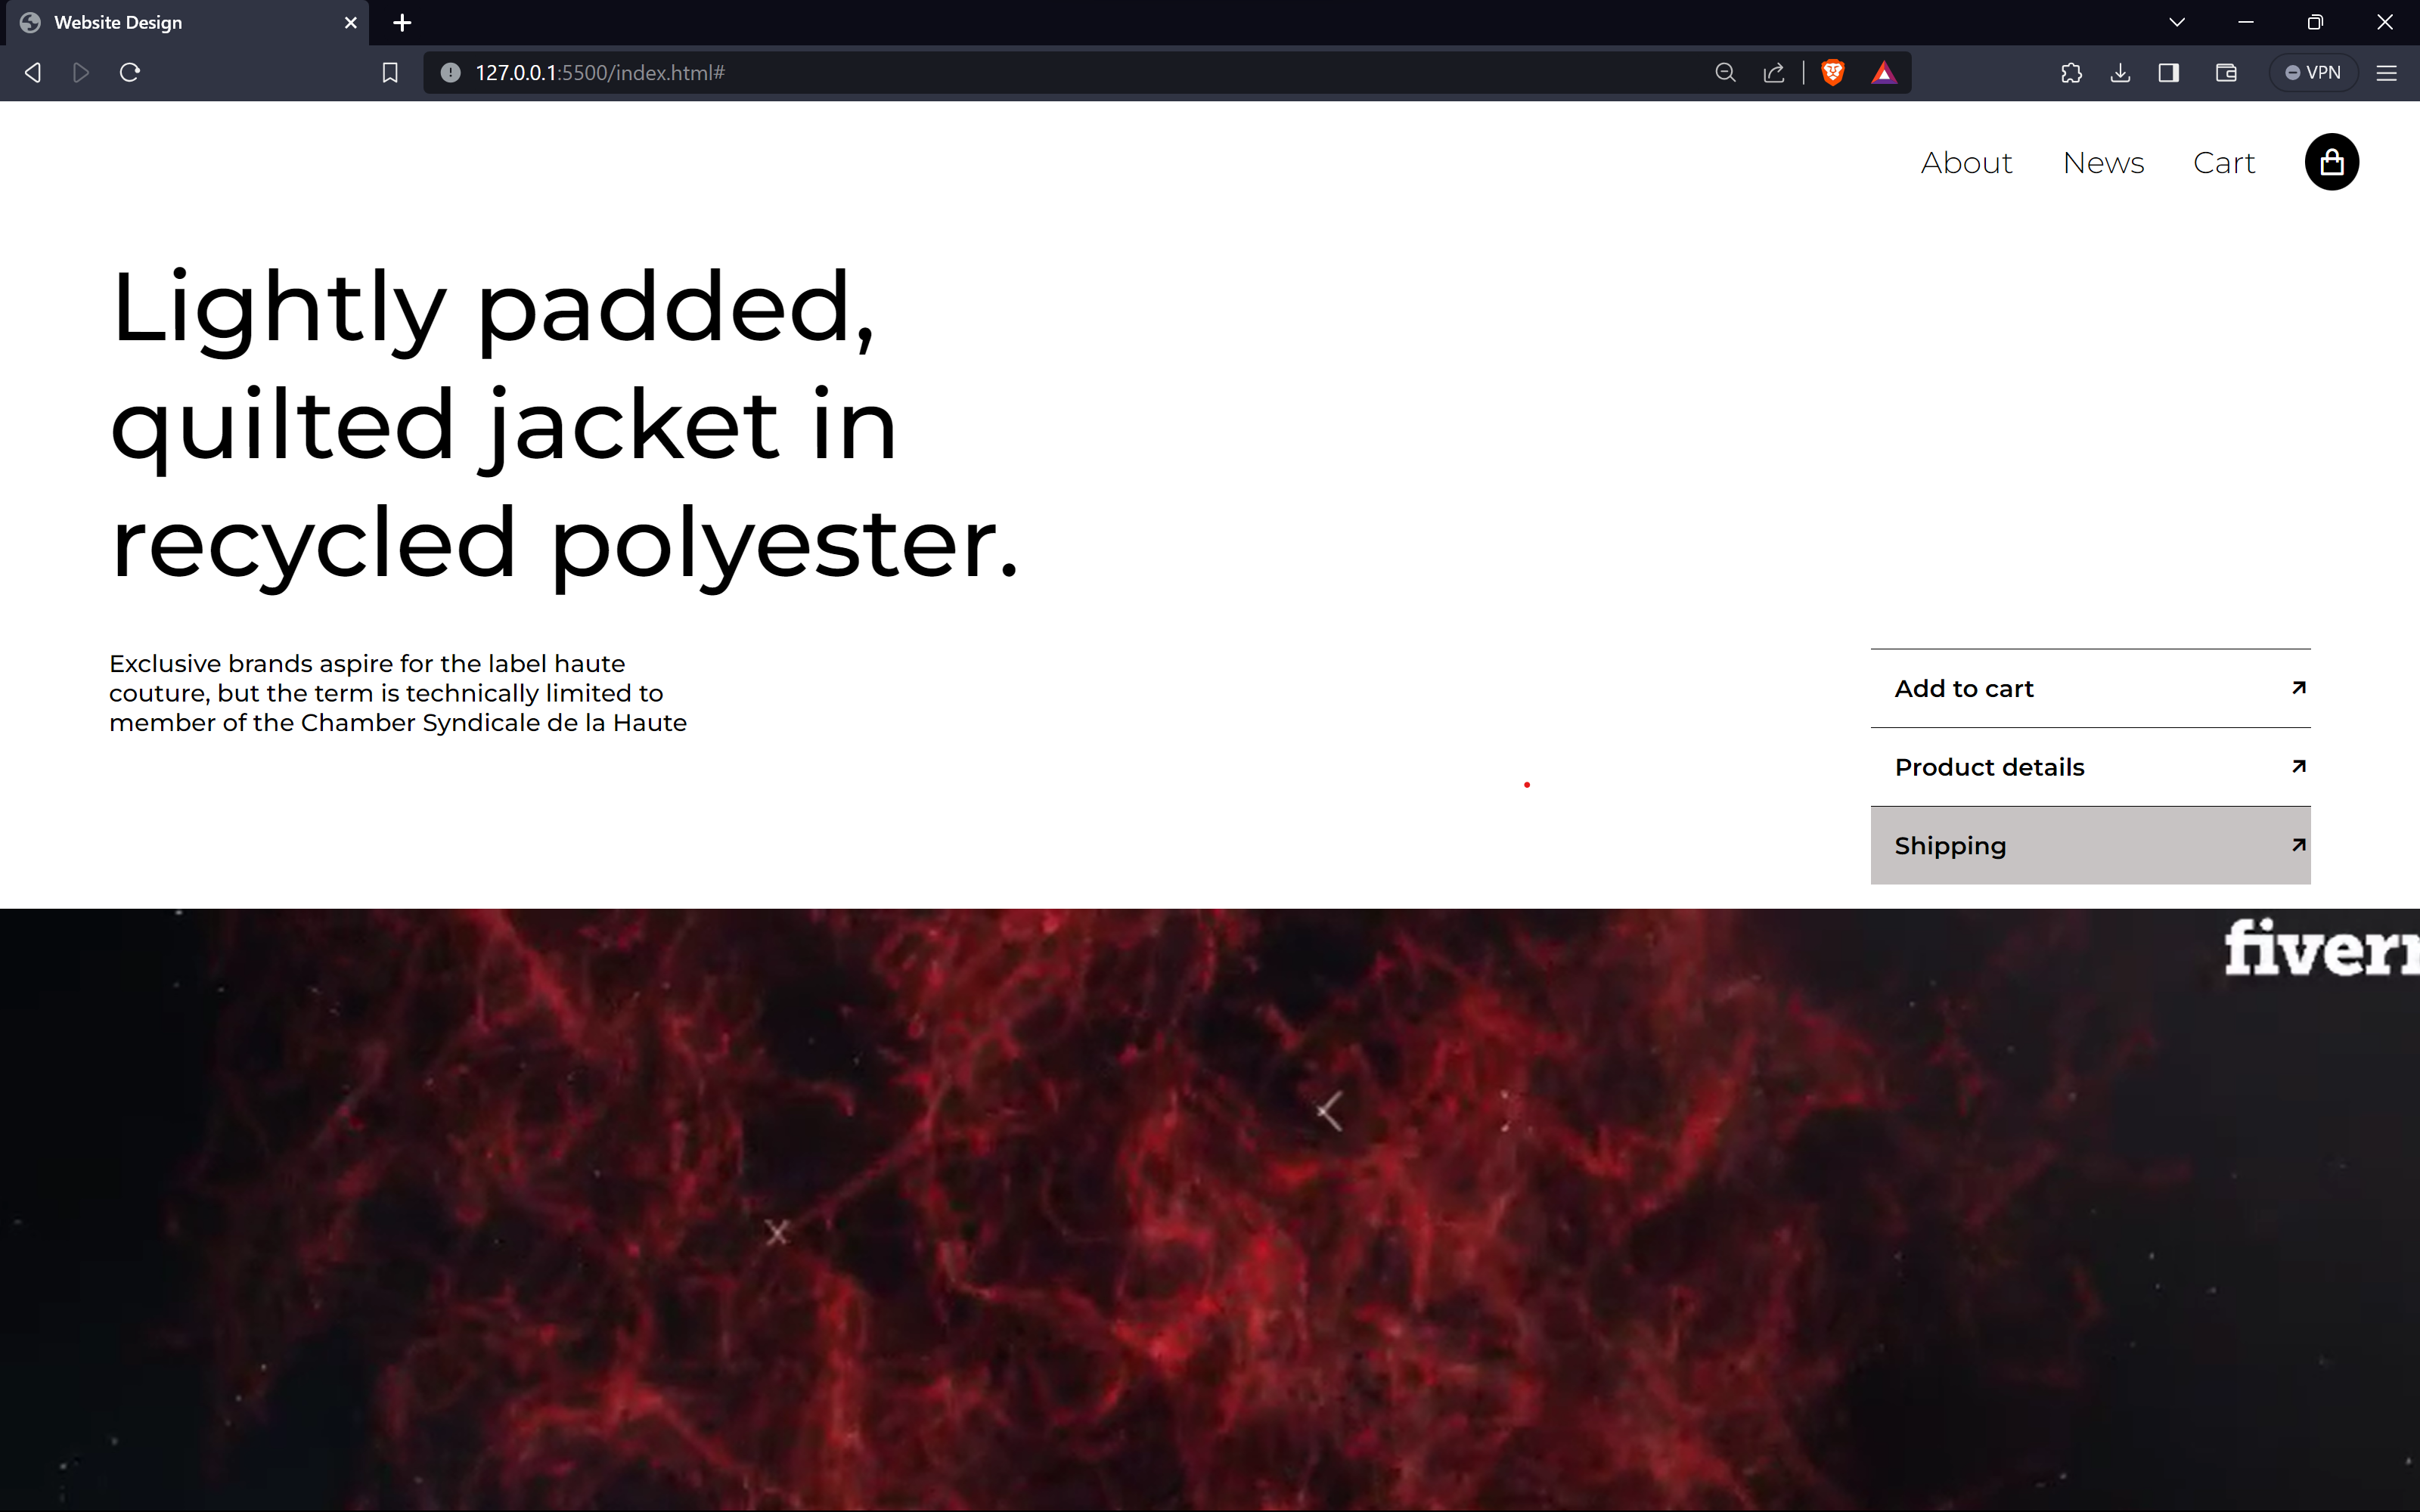 Website Design
127.0.0.1:5500/index.html#
VPN
About News Cart
Lightly padded,
quilted jacket in
recycled polyester.
Exclusive brands aspire for the label haute
couture, but the term is technically limited to
member of the Chamber Syndicale de la Haute
Add to cart
Product details
Shipping
fiverr